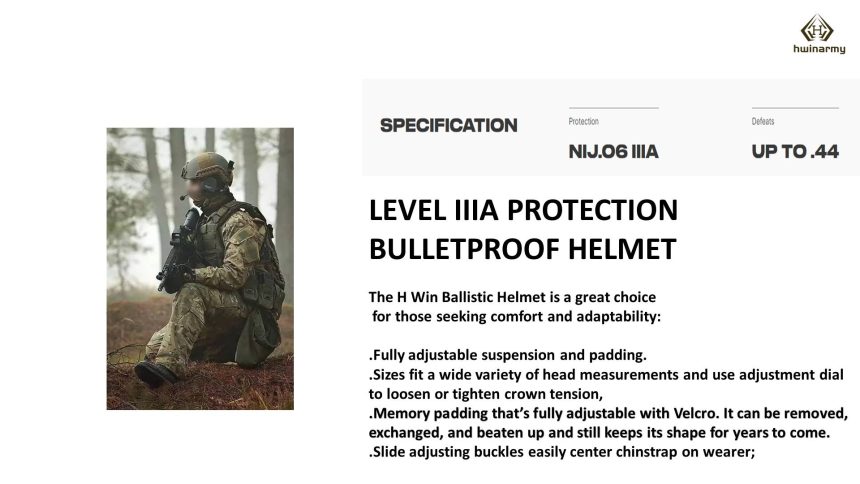 hwinarmy
SPECIFICATION
Protection
NIJ.06 IIIA
Defeats
UP TO .44
LEVEL IIIA PROTECTION
BULLETPROOF HELMET
The H Win Ballistic Helmet is a great choice
for those seeking comfort and adaptability:
.Fully adjustable suspension and padding.
.Sizes fit a wide variety of head measurements and use adjustment dial
to loosen or tighten crown tension,
.Memory padding that’s fully adjustable with Velcro. It can be removed,
exchanged, and beaten up and still keeps its shape for years to come.
.Slide adjusting buckles easily center chinstrap on wearer;